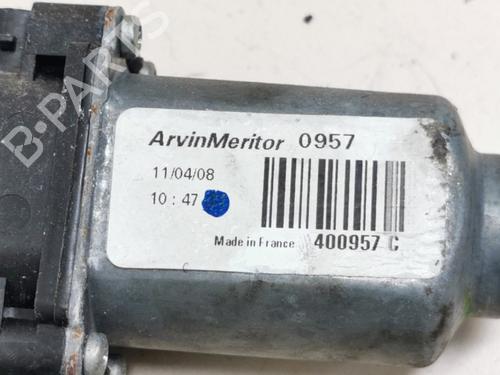 ArvinMeritor 0957
11/04/08
10 : 47
Made in France 400957 C
B-PARTS